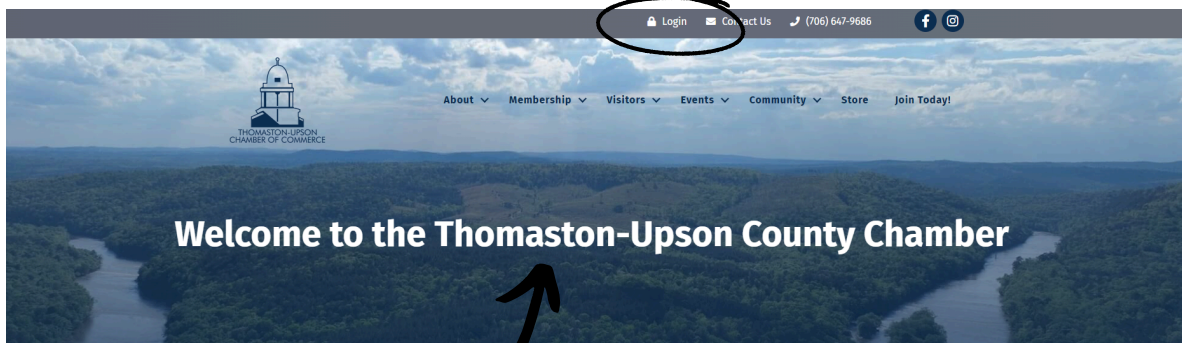 Login Contact Us (706) 647-9686
About Membership Visitors Events Community Store Join Today!
THOMASTON-UPSON
CHAMBER OF COMMERCE
Welcome to the Thomaston-Upson County Chamber